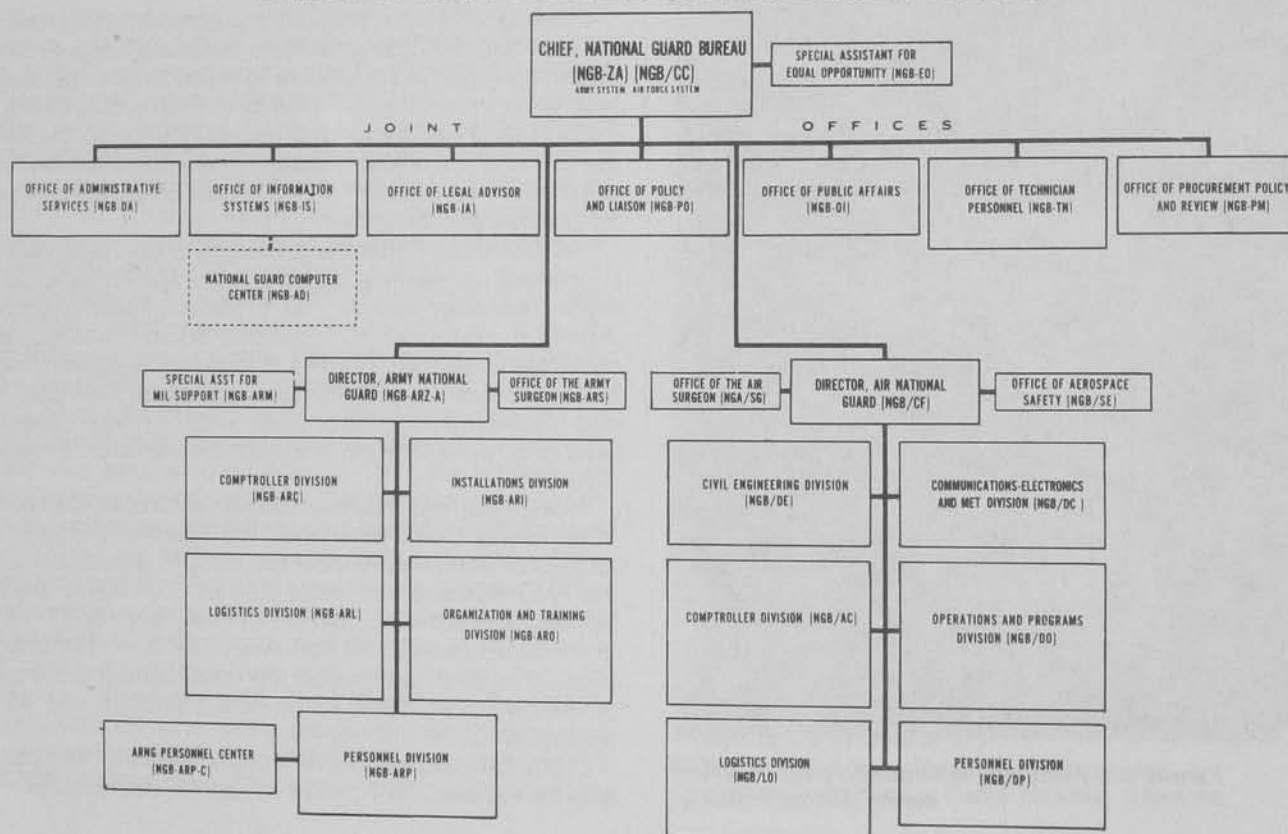 CHIEF, NATIONAL GUARD BUREAU
(NGB-ZA) (NGB/CC)
ARMY SYSTEM AIR FORCE SYSTEM
SPECIAL ASSISTANT FOR
EQUAL OPPORTUNITY (NGB-EO)
JOINT OFFICES
OFFICE OF ADMINISTRATIVE
SERVICES (NGB-DA)
OFFICE OF INFORMATION
SYSTEMS (NGB-IS)
OFFICE OF LEGAL ADVISOR
(NGB-JA)
OFFICE OF POLICY
AND LIAISON (NGB-PO)
OFFICE OF PUBLIC AFFAIRS
(NGB-OI)
OFFICE OF TECHNICIAN
PERSONNEL (NGB-TN)
OFFICE OF PROCUREMENT POLICY
AND REVIEW (NGB-PM)
NATIONAL GUARD COMPUTER
CENTER (NGB-AD)
SPECIAL ASST FOR
MIL SUPPORT (NGB-ARM)
DIRECTOR, ARMY NATIONAL
GUARD (NGB-ARZ-A)
OFFICE OF THE ARMY
SURGEON (NGB-ARS)
OFFICE OF THE AIR
SURGEON (NGA/SG)
DIRECTOR, AIR NATIONAL
GUARD (NGB/CF)
OFFICE OF AEROSPACE
SAFETY (NGB/SE)
COMPTROLLER DIVISION
(NGB-ARC)
INSTALLATIONS DIVISION
(NGB-ARI)
LOGISTICS DIVISION (NGB-ARL)
ORGANIZATION AND TRAINING
DIVISION (NGB-ARO)
ARNG PERSONNEL CENTER
(NGB-ARP-C)
PERSONNEL DIVISION
(NGB-ARP)
CIVIL ENGINEERING DIVISION
(NGB/DE)
COMMUNICATIONS-ELECTRONICS
AND MET DIVISION (NGB/DC )
COMPTROLLER DIVISION (NGB/AC)
OPERATIONS AND PROGRAMS
DIVISION (NGB/DO)
LOGISTICS DIVISION
(NGB/LO)
PERSONNEL DIVISION
(NGB/DP)